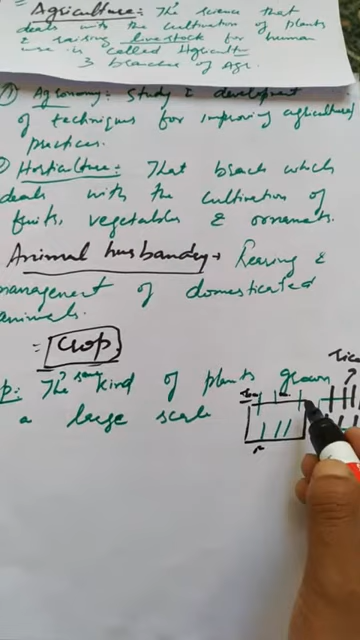 Agriculture:- The science that
deals with the cultivation of plants
& raising livestock for human
use is called Agricultu
3 branches of Agr.
① Agronomy:- Study & development
of techniques for improving agricultural
practices.
② Horticulture:- That branch which
deals with the cultivation of
fruits, vegetables & ornaments.
Animal husbandry → Rearing &
management of domesticated
animals.
= Crop
p: The same kind of plants grown
a large scale